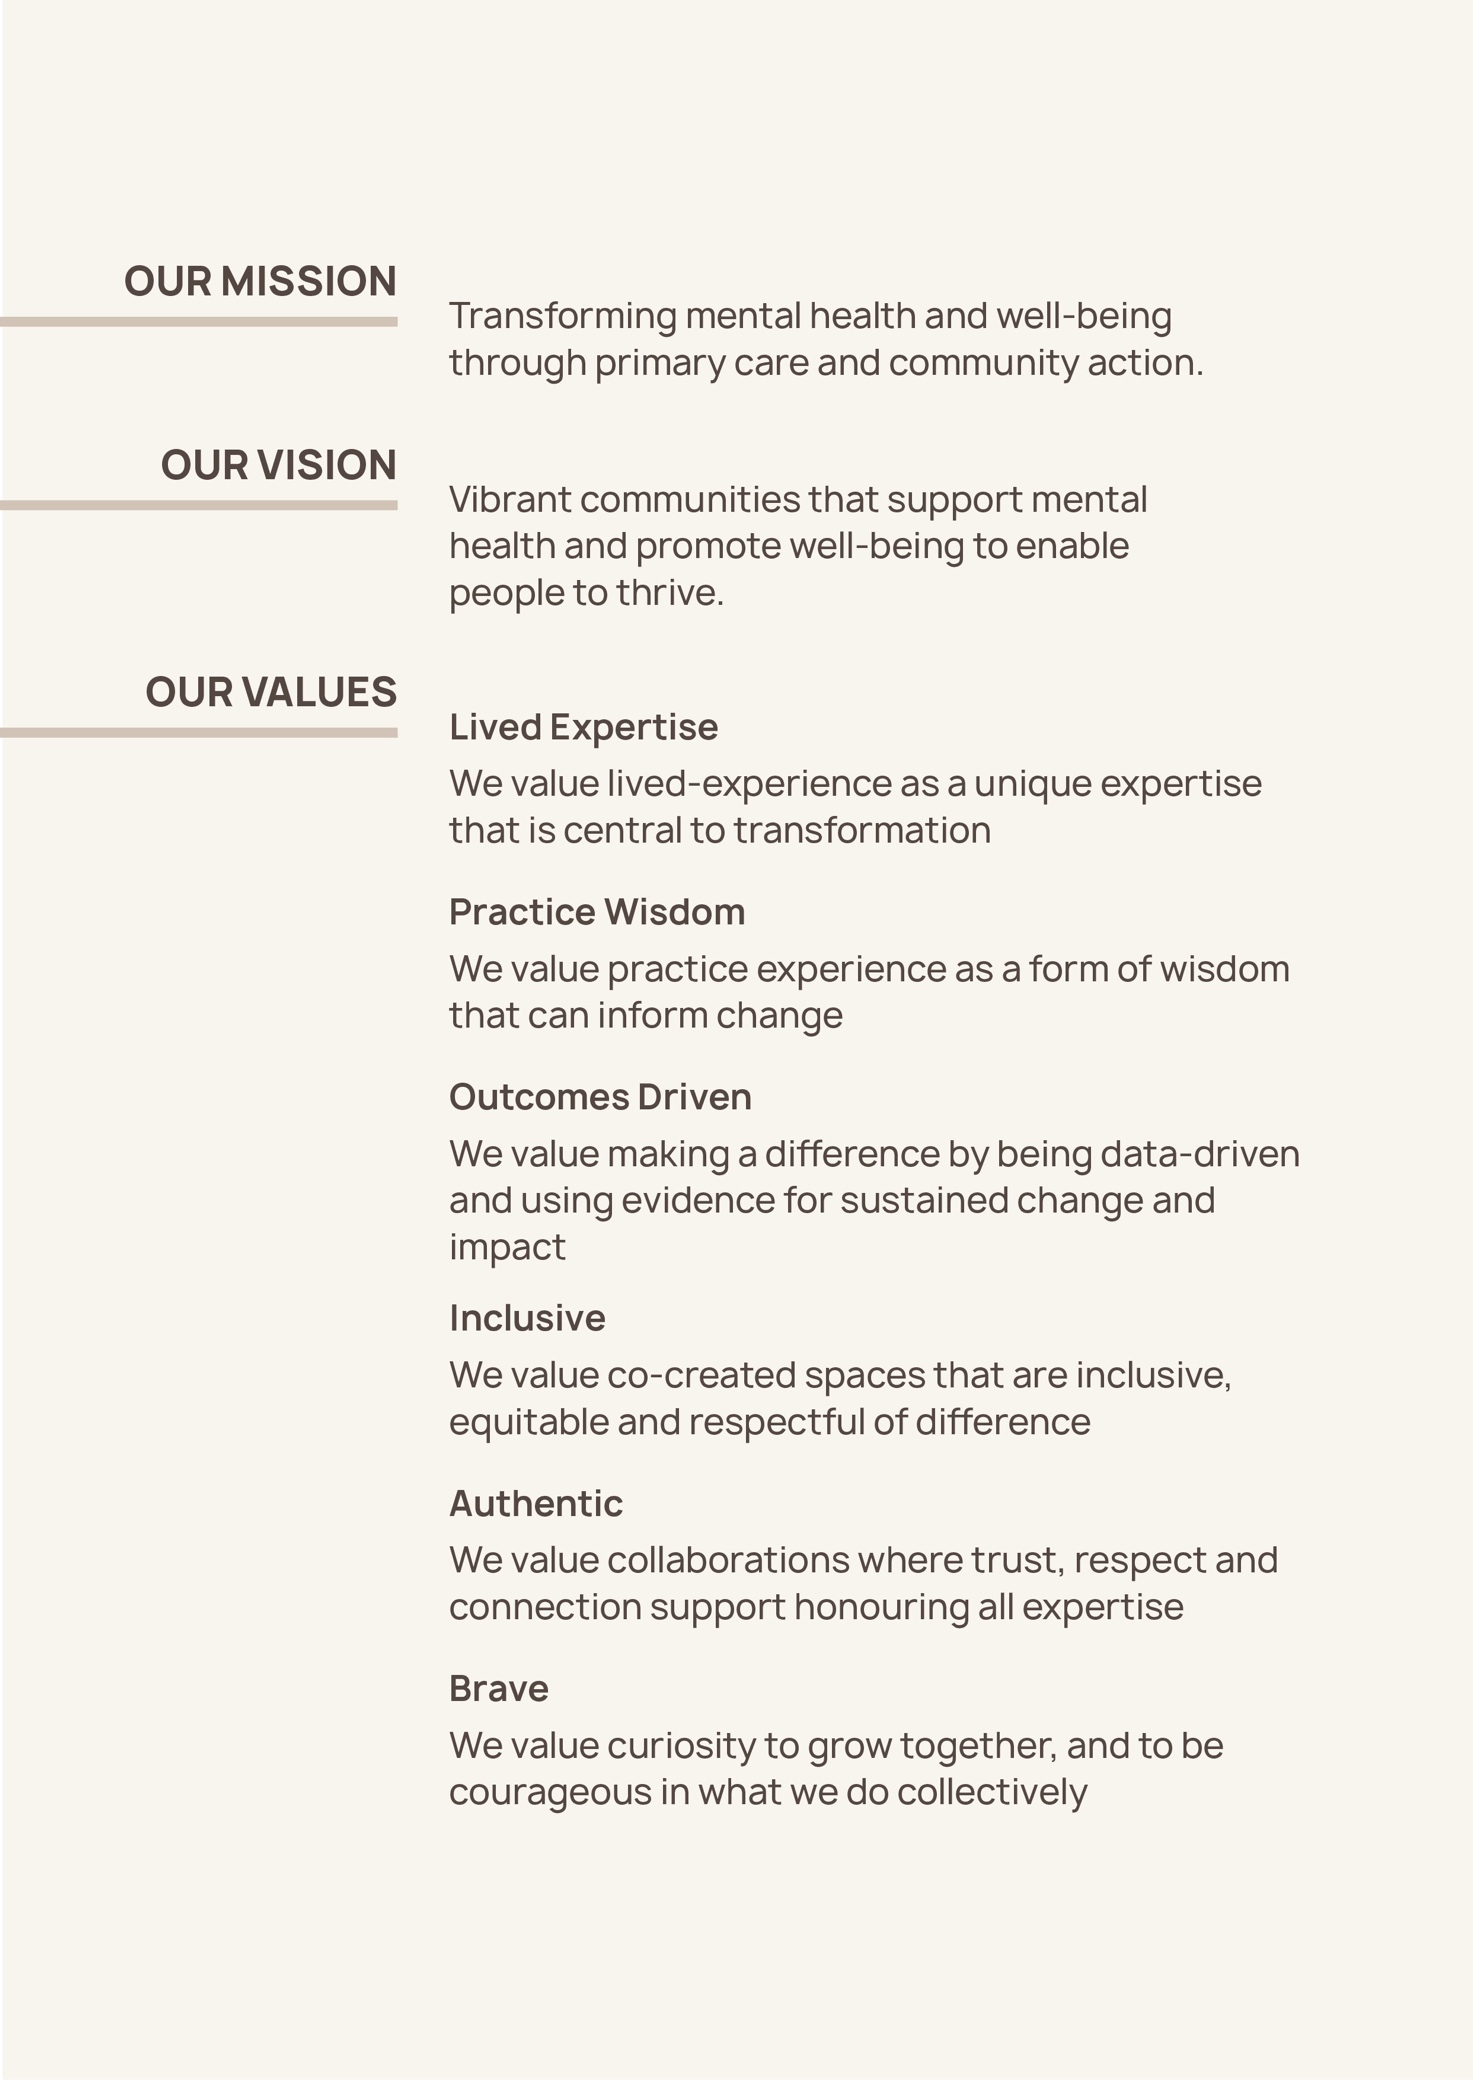 OUR MISSION
Transforming mental health and well-being
through primary care and community action.
OUR VISION
Vibrant communities that support mental
health and promote well-being to enable
people to thrive.
OUR VALUES
Lived Expertise
We value lived-experience as a unique expertise
that is central to transformation
Practice Wisdom
We value practice experience as a form of wisdom
that can inform change
Outcomes Driven
We value making a difference by being data-driven
and using evidence for sustained change and
impact
Inclusive
We value co-created spaces that are inclusive,
equitable and respectful of difference
Authentic
We value collaborations where trust, respect and
connection support honouring all expertise
Brave
We value curiosity to grow together, and to be
courageous in what we do collectively